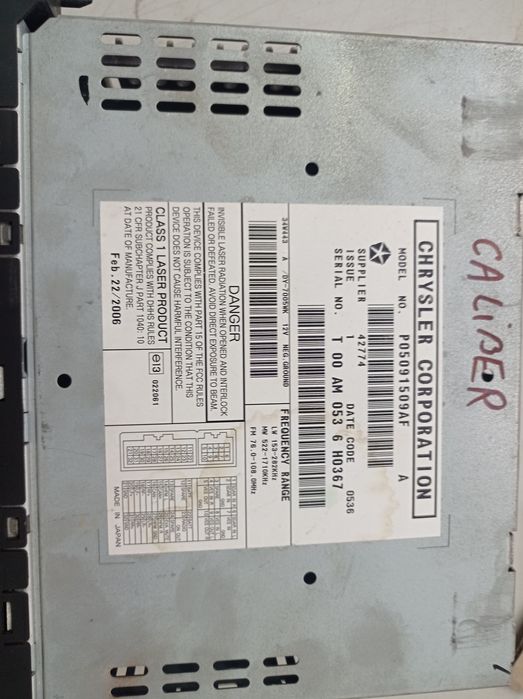 CALIBER
CHRYSLER CORPORATION
MODEL NO. P05091509AF A
SUPPLIER 42774 DATE CODE 0536
ISSUE 1
SERIAL NO. T 00 AM 053 6 H0367
34W443 A /DV-7005WK 12V NEG.GROUND
FREQUENCY RANGE
LW 153-282KHz
MW 522-1710KHz
FM 76.0-108.0MHz
DANGER
INVISIBLE LASER RADIATION WHEN OPENED AND INTERLOCK
FAILED OR DEFEATED. AVOID DIRECT EXPOSURE TO BEAM.
THIS DEVICE COMPLIES WITH PART 15 OF THE FCC RULES
OPERATION IS SUBJECT TO THE CONDITION THAT THIS
DEVICE DOES NOT CAUSE HARMFUL INTERFERENCE.
CLASS 1 LASER PRODUCT
PRODUCT COMPLIES WITH DHHS RULES
21 CFR SUBCHAPTER J PART 1040: 10
AT DATE OF MANUFACTURE.
Feb.22/2006
e13 022061
MADE IN JAPAN